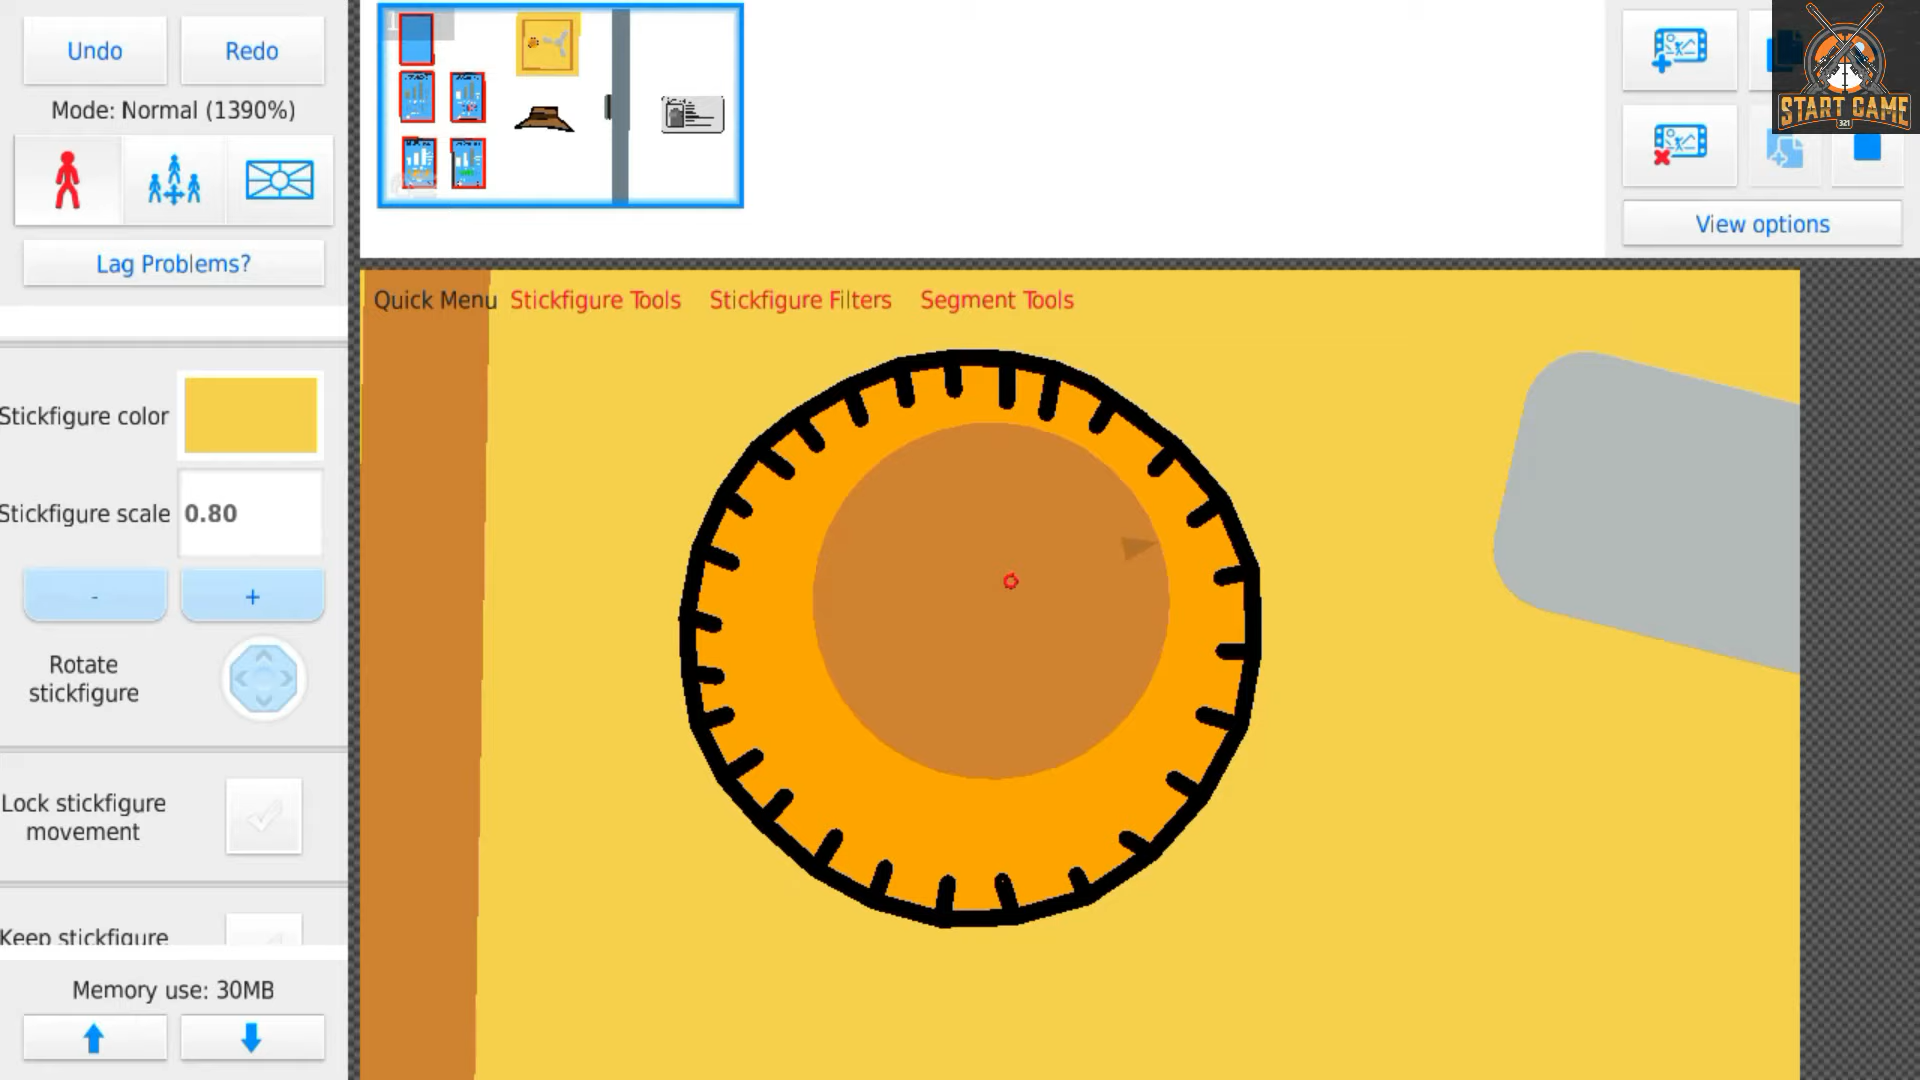 Undo
Redo
Mode: Normal (1390%)
Lag Problems?
Stickfigure color
Stickfigure scale
0.80
-
+
Rotate
stickfigure
Lock stickfigure
movement
Keep stickfigure
Memory use: 30MB
Quick Menu
Stickfigure Tools
Stickfigure Filters
Segment Tools
View options
START GAME
321